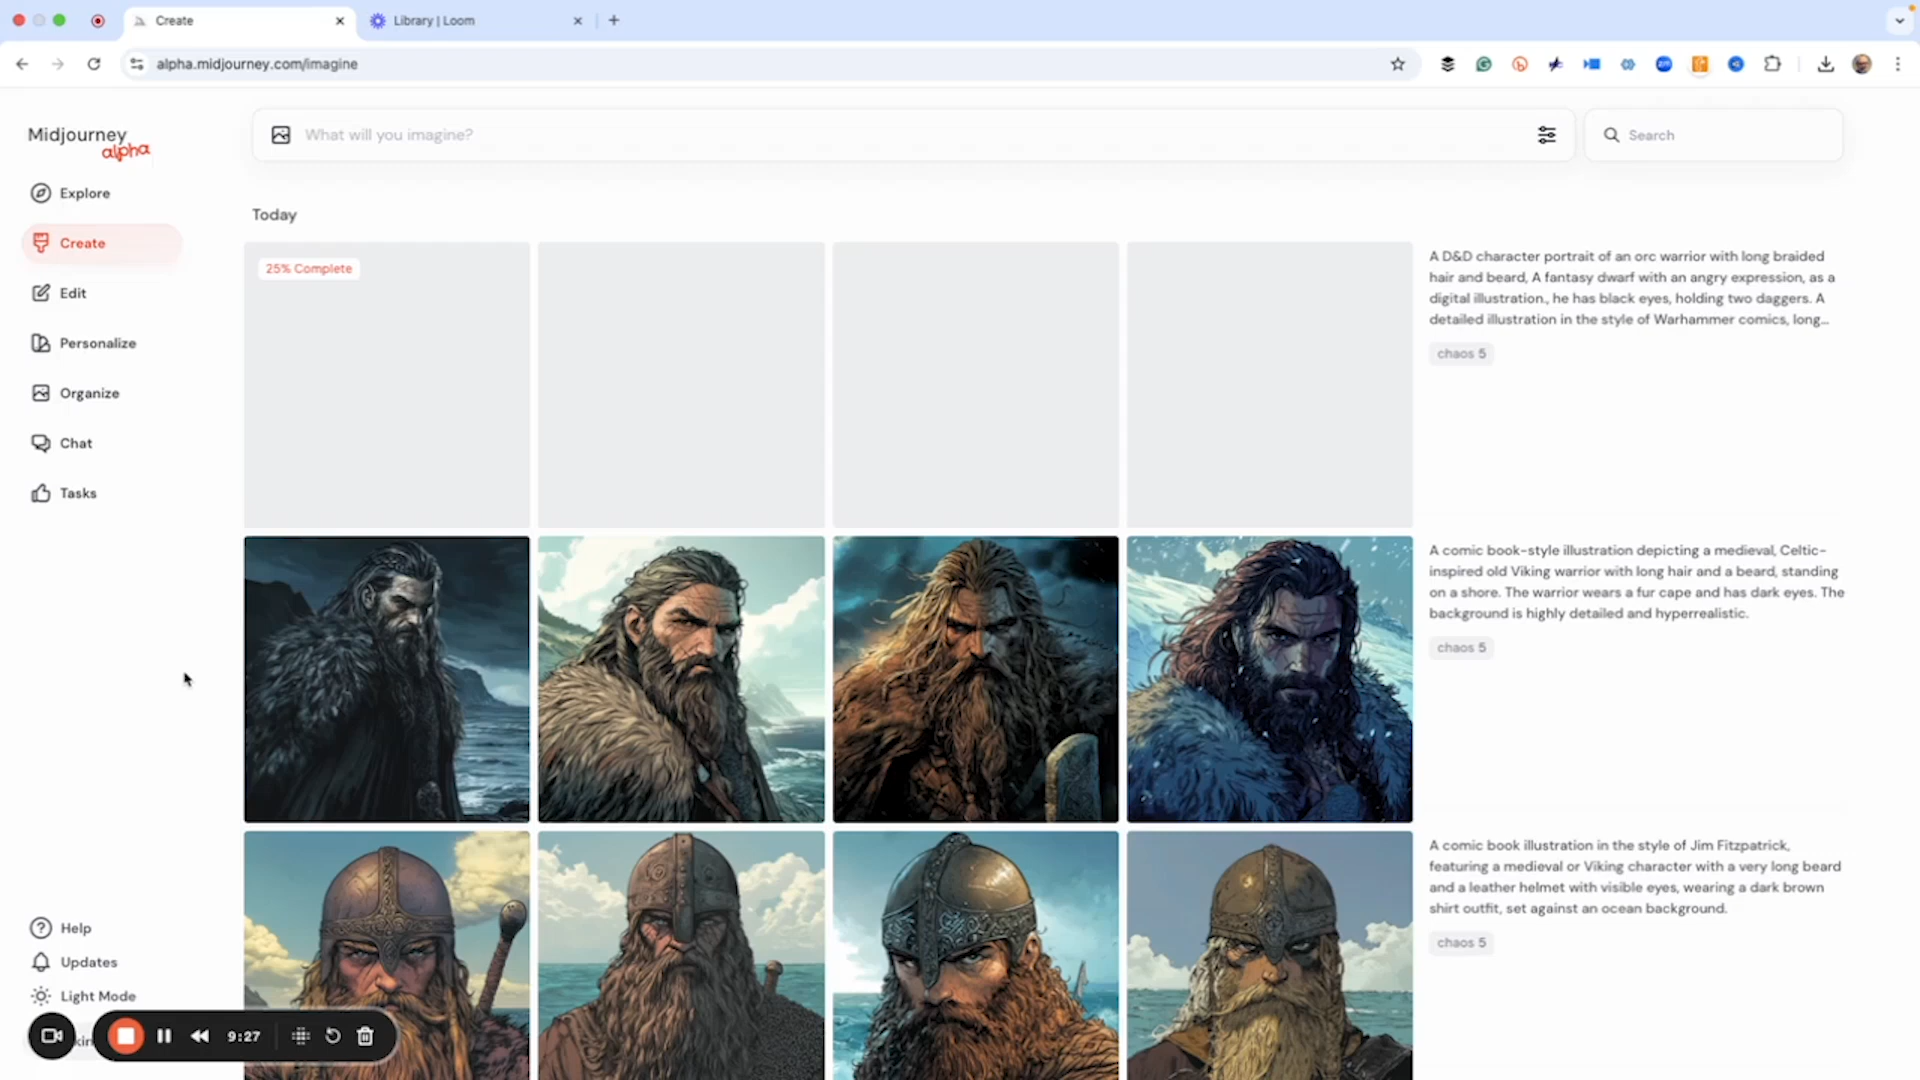 Create
Library | Loom
alpha.midjourney.com/imagine
Midjourney
alpha
What will you imagine?
Search
Explore
Create
Edit
Personalize
Organize
Chat
Tasks
Today
25% Complete
A D&D character portrait of an orc warrior with long braided
hair and beard, A fantasy dwarf with an angry expression, as a
digital illustration., he has black eyes, holding two daggers. A
detailed illustration in the style of Warhammer comics, long...
chaos 5
A comic book-style illustration depicting a medieval, Celtic-
inspired old Viking warrior with long hair and a beard, standing
on a shore. The warrior wears a fur cape and has dark eyes. The
background is highly detailed and hyperrealistic.
chaos 5
A comic book illustration in the style of Jim Fitzpatrick,
featuring a medieval or Viking character with a very long beard
and a leather helmet with visible eyes, wearing a dark brown
shirt outfit, set against an ocean background.
chaos 5
Help
Updates
Light Mode
9:27